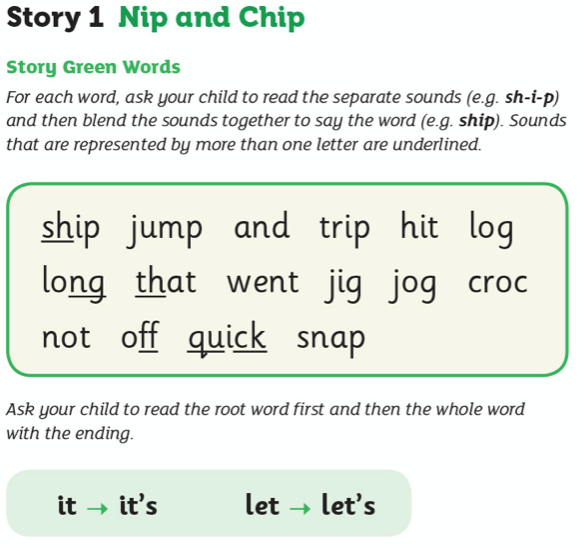 Story 1 Nip and Chip
Story Green Words
For each word, ask your child to read the separate sounds (e.g. sh-i-p)
and then blend the sounds together to say the word (e.g. ship). Sounds
that are represented by more than one letter are underlined.
ship jump and trip hit log
long that went jig jog croc
not off quick snap
Ask your child to read the root word first and then the whole word
with the ending.
it → it's let → let's